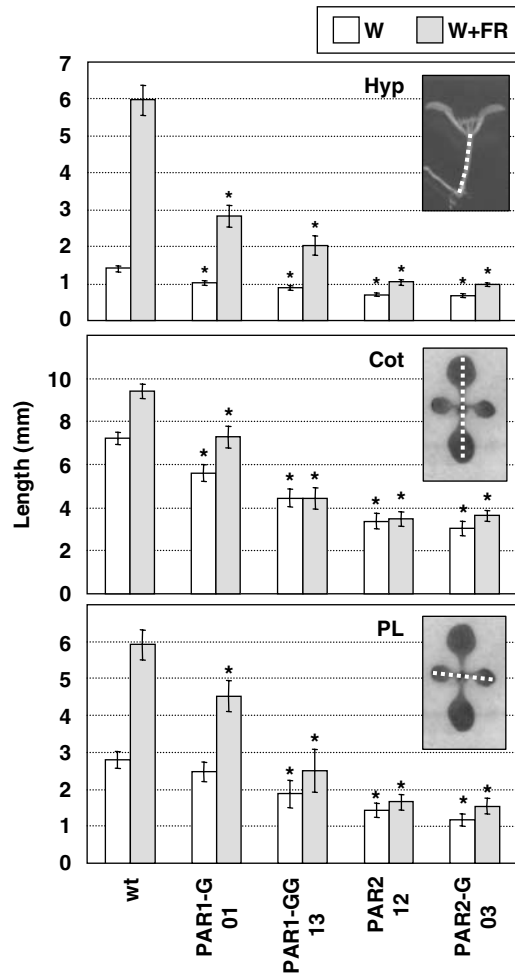 W W+FR
Hyp
7
6
5
4
3
2
1
0
* * * * * * * *
Cot
10
8
6
4
2
0
* * * * * * * *
Length (mm)
PL
6
5
4
3
2
1
0
* * * * * * *
wt
PAR1-G
01
PAR1-GG
13
PAR2
12
PAR2-G
03